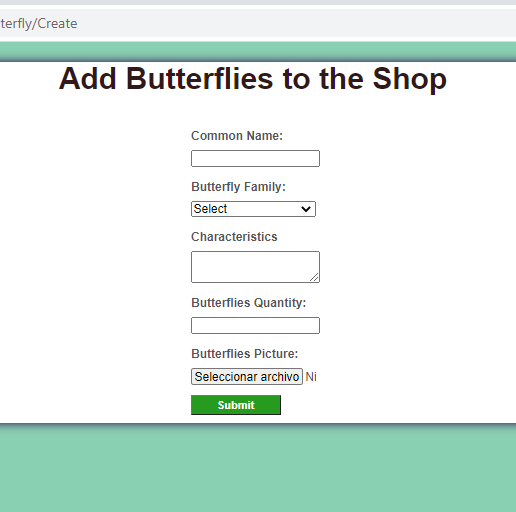 terfly/Create
Add Butterflies to the Shop
Common Name:
Butterfly Family:
Select
Characteristics
Butterflies Quantity:
Butterflies Picture:
Seleccionar archivo Ni
Submit